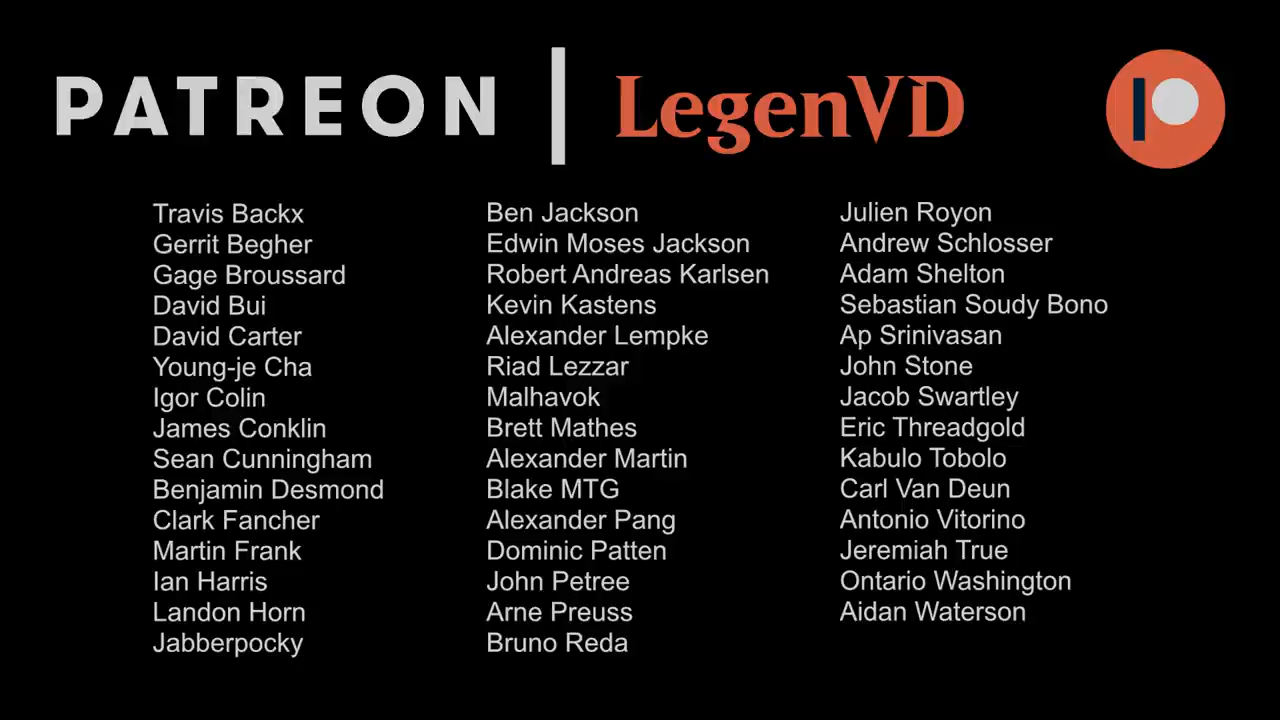 PATREON | LegenVD
Travis Backx
Gerrit Begher
Gage Broussard
David Bui
David Carter
Young-je Cha
Igor Colin
James Conklin
Sean Cunningham
Benjamin Desmond
Clark Fancher
Martin Frank
Ian Harris
Landon Horn
Jabberpocky
Ben Jackson
Edwin Moses Jackson
Robert Andreas Karlsen
Kevin Kastens
Alexander Lempke
Riad Lezzar
Malhavok
Brett Mathes
Alexander Martin
Blake MTG
Alexander Pang
Dominic Patten
John Petree
Arne Preuss
Bruno Reda
Julien Royon
Andrew Schlosser
Adam Shelton
Sebastian Soudy Bono
Ap Srinivasan
John Stone
Jacob Swartley
Eric Threadgold
Kabulo Tobolo
Carl Van Deun
Antonio Vitorino
Jeremiah True
Ontario Washington
Aidan Waterson